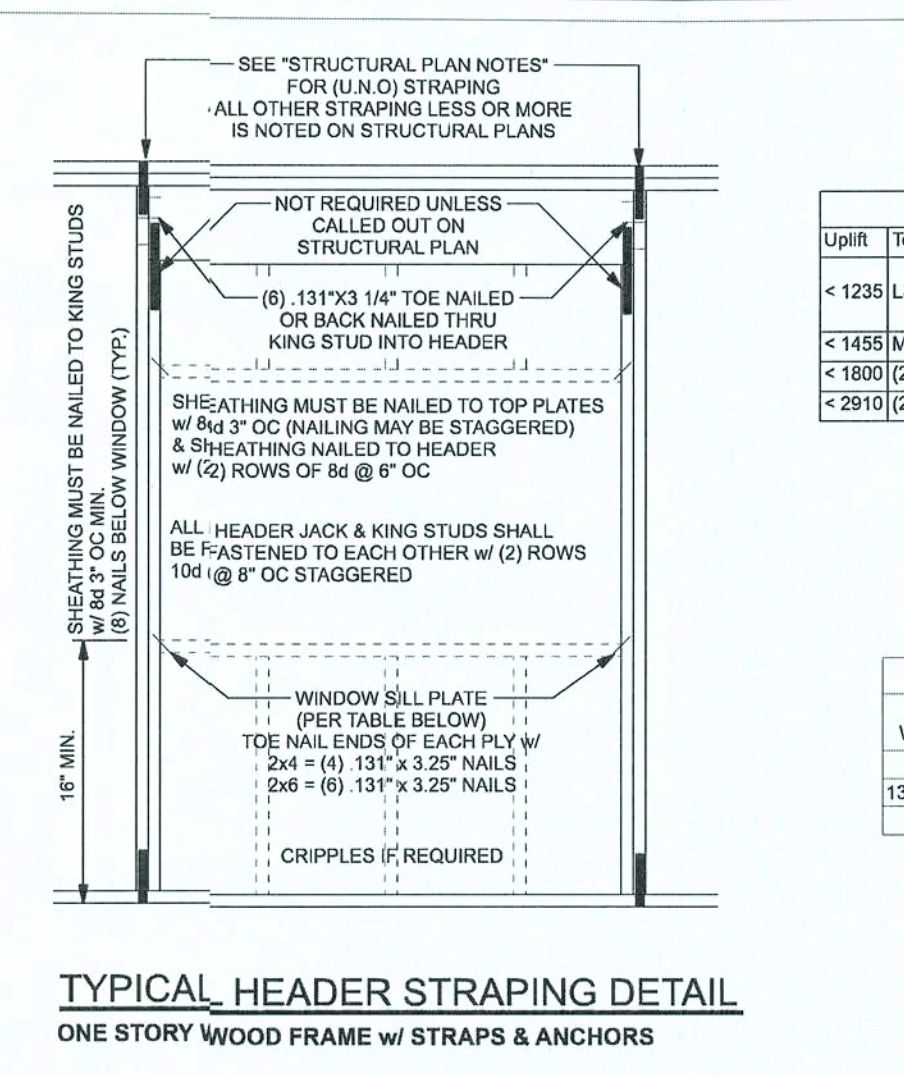 SEE "STRUCTURAL PLAN NOTES"
FOR (U.N.O) STRAPING
ALL OTHER STRAPING LESS OR MORE
IS NOTED ON STRUCTURAL PLANS
NOT REQUIRED UNLESS
CALLED OUT ON
STRUCTURAL PLAN
(6) .131"X3 1/4" TOE NAILED
OR BACK NAILED THRU
KING STUD INTO HEADER
SHEATHING MUST BE NAILED TO KING STUDS
w/ 8d 3" OC MIN.
(8) NAILS BELOW WINDOW (TYP.)
SHEATHING MUST BE NAILED TO TOP PLATES
w/ 8d 3" OC (NAILING MAY BE STAGGERED)
& SHEATHING NAILED TO HEADER
w/ (2) ROWS OF 8d @ 6" OC
ALL HEADER JACK & KING STUDS SHALL
BE FASTENED TO EACH OTHER w/ (2) ROWS
10d @ 8" OC STAGGERED
16" MIN.
WINDOW SILL PLATE
(PER TABLE BELOW)
TOE NAIL ENDS OF EACH PLY w/
2x4 = (4) .131" x 3.25" NAILS
2x6 = (6) .131" x 3.25" NAILS
CRIPPLES IF REQUIRED
TYPICAL HEADER STRAPING DETAIL
ONE STORY WOOD FRAME w/ STRAPS & ANCHORS
Uplift
< 1235
< 1455
< 1800 (2
< 2910 (2
13